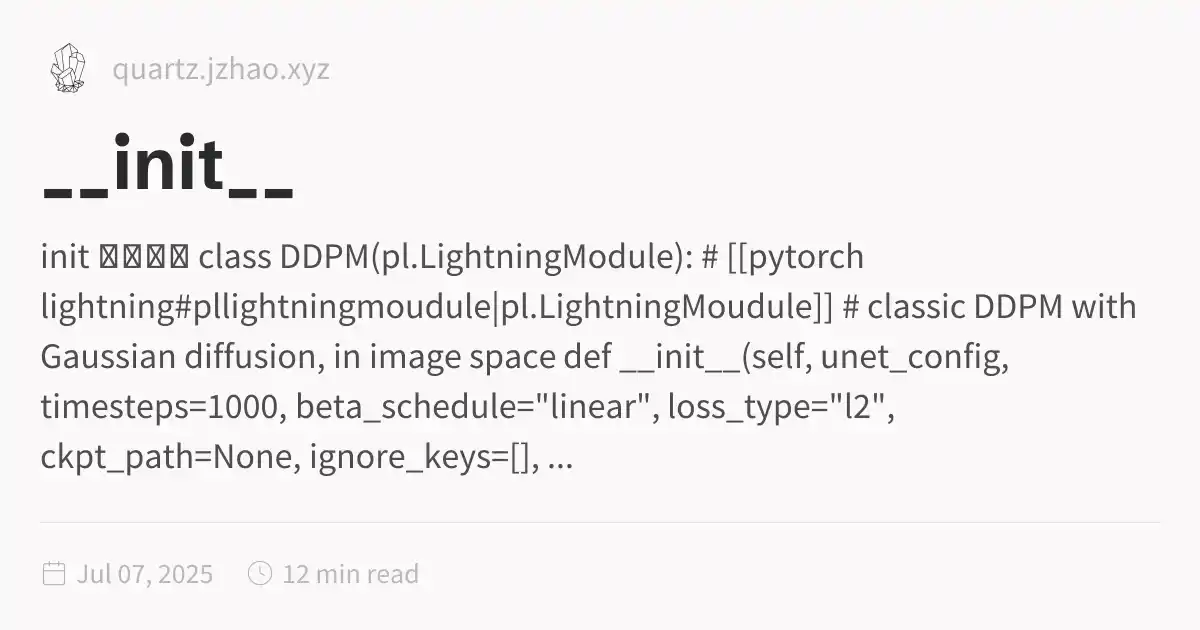 quartz.jzhao.xyz
__init__
init class DDPM(pl.LightningModule): # [[pytorch
lightning#pllightningmoudule|pl.LightningMoudule]] # classic DDPM with
Gaussian diffusion, in image space def __init__(self, unet_config,
timesteps=1000, beta_schedule="linear", loss_type="l2",
ckpt_path=None, ignore_keys=[], ...
Jul 07, 2025
12 min read